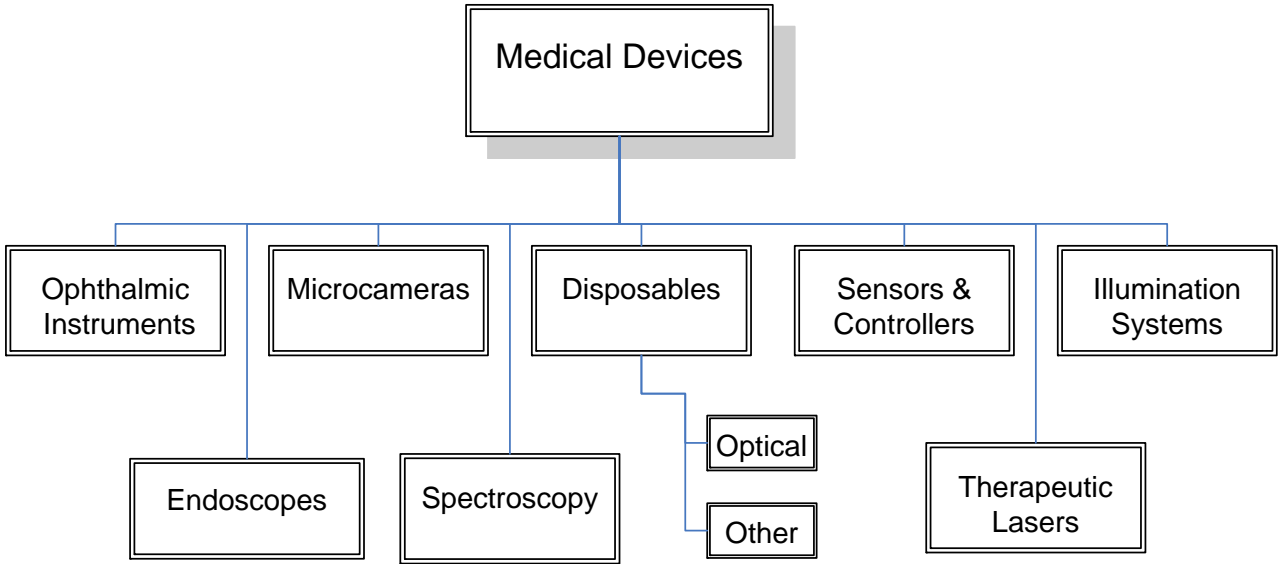 Medical Devices
Ophthalmic
Instruments
Microcameras
Disposables
Sensors &
Controllers
Illumination
Systems
Optical
Other
Endoscopes
Spectroscopy
Therapeutic
Lasers